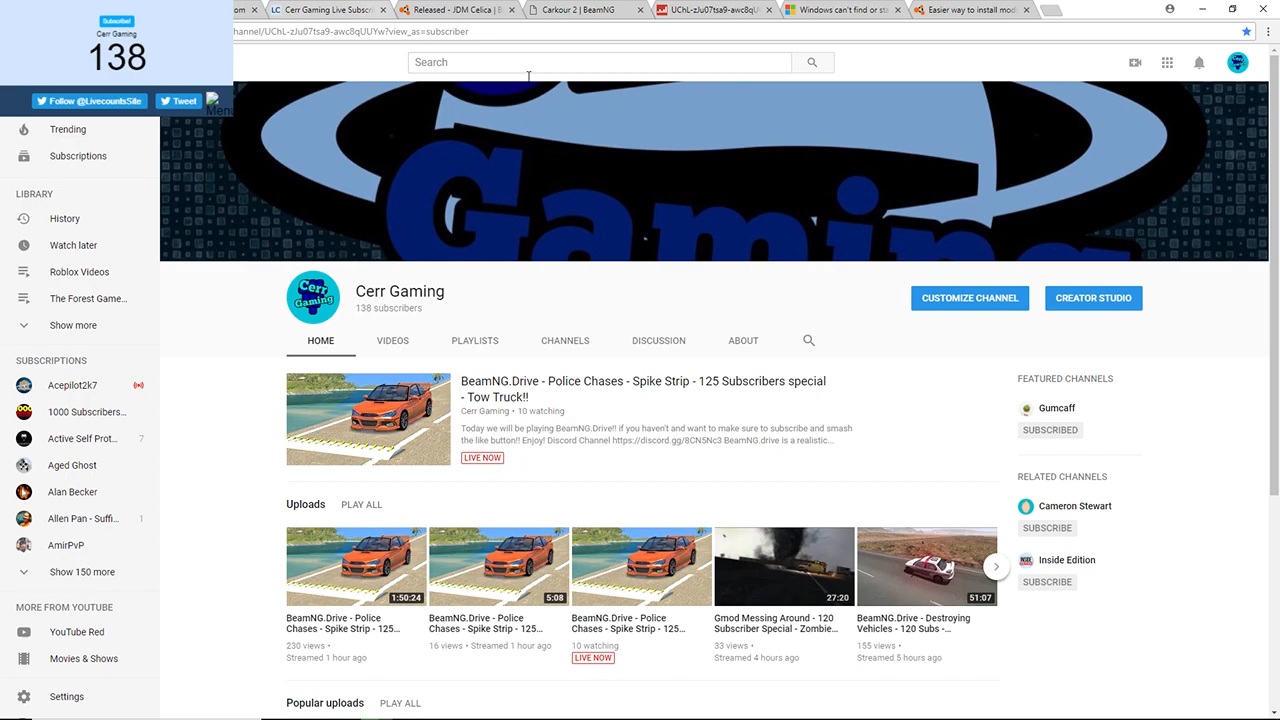 Subscribe!
Cerr Gaming
138
Follow @LivecountsSite
Tweet
Menu
om
Cerr Gaming Live Subscri
Released - JDM Celica | B
Carkour 2 | BeamNG
UChL-zJu07tsa9-awc8qUU
Windows can't find or sta
Easier way to install mod
hannel/UChL-zJu07tsa9-awc8qUUYw?view_as=subscriber
Search
Gaming
Trending
Subscriptions
LIBRARY
History
Watch later
Roblox Videos
The Forest Game...
Show more
SUBSCRIPTIONS
Acepilot2k7
1000 Subscribers...
Active Self Prot... 7
Aged Ghost
Alan Becker
Allen Pan - Suffi... 1
AmirPvP
Show 150 more
MORE FROM YOUTUBE
YouTube Red
Movies & Shows
Settings
Cerr Gaming
Cerr Gaming
138 subscribers
CUSTOMIZE CHANNEL
CREATOR STUDIO
HOME VIDEOS PLAYLISTS CHANNELS DISCUSSION ABOUT
BeamNG.Drive - Police Chases - Spike Strip - 125 Subscribers special
- Tow Truck!!
Cerr Gaming • 10 watching
Today we will be playing BeamNG.Drive!! if you haven't and want to make sure to subscribe and smash
the like button!! Enjoy! Discord Channel https://discord.gg/8CN5Nc3 BeamNG.drive is a realistic...
LIVE NOW
FEATURED CHANNELS
Gumcaff
SUBSCRIBED
RELATED CHANNELS
Cameron Stewart
SUBSCRIBE
Inside Edition
SUBSCRIBE
Uploads PLAY ALL
1:50:24
BeamNG.Drive - Police
Chases - Spike Strip - 125...
230 views •
Streamed 1 hour ago
5:08
BeamNG.Drive - Police
Chases - Spike Strip - 125...
16 views • Streamed 1 hour ago
BeamNG.Drive - Police
Chases - Spike Strip - 125...
10 watching
LIVE NOW
27:20
Gmod Messing Around - 120
Subscriber Special - Zombie...
33 views •
Streamed 4 hours ago
51:07
BeamNG.Drive - Destroying
Vehicles - 120 Subs -...
155 views •
Streamed 5 hours ago
Popular uploads PLAY ALL